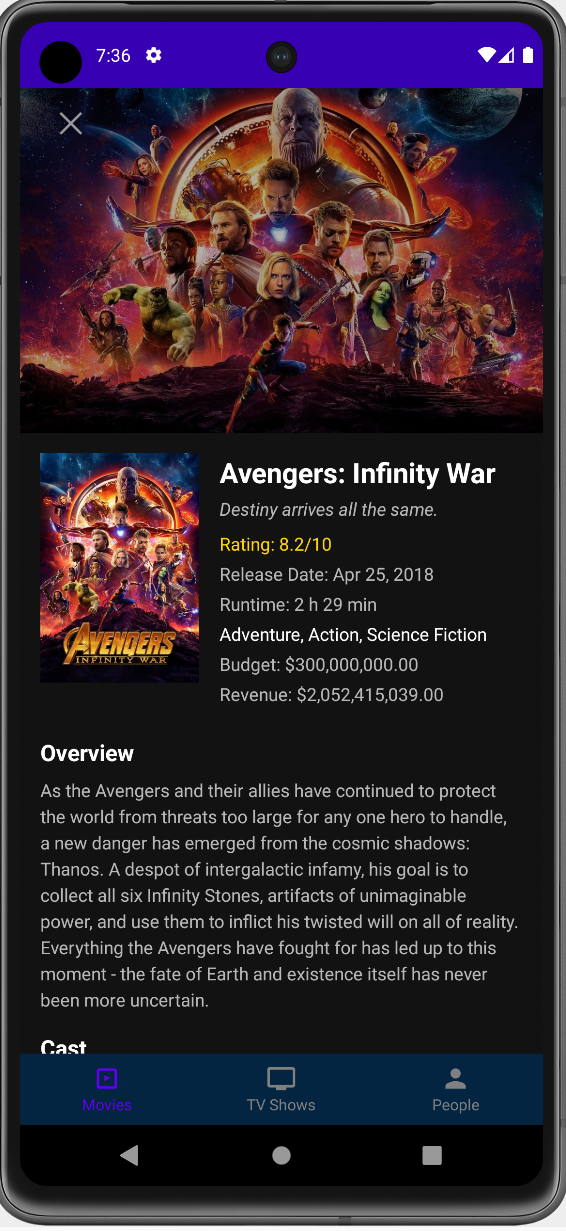 7:36
Avengers: Infinity War
Destiny arrives all the same.
Rating: 8.2/10
Release Date: Apr 25, 2018
Runtime: 2 h 29 min
Adventure, Action, Science Fiction
Budget: $300,000,000.00
Revenue: $2,052,415,039.00
AVENGERS
INFINITY WAR
Overview
As the Avengers and their allies have continued to protect
the world from threats too large for any one hero to handle,
a new danger has emerged from the cosmic shadows:
Thanos. A despot of intergalactic infamy, his goal is to
collect all six Infinity Stones, artifacts of unimaginable
power, and use them to inflict his twisted will on all of reality.
Everything the Avengers have fought for has led up to this
moment - the fate of Earth and existence itself has never
been more uncertain.
Cast
Movies
TV Shows
People